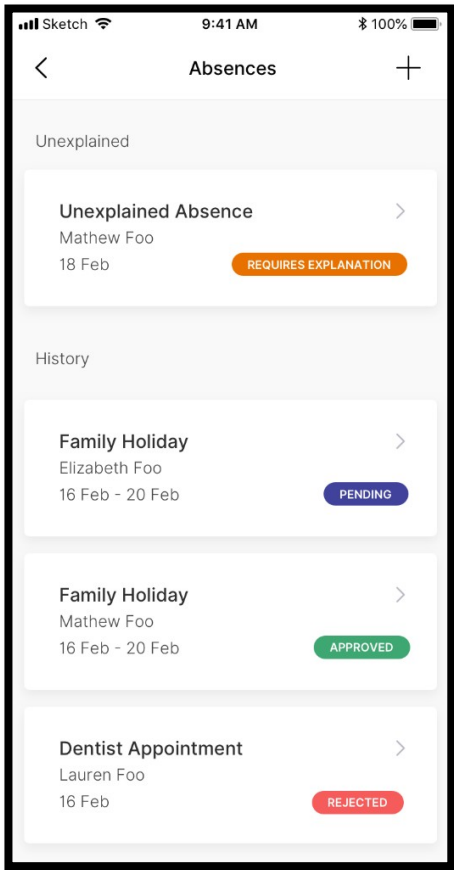 Sketch 9:41 AM 100%
Absences
Unexplained
Unexplained Absence
Mathew Foo
18 Feb REQUIRES EXPLANATION
History
Family Holiday
Elizabeth Foo
16 Feb - 20 Feb PENDING
Family Holiday
Mathew Foo
16 Feb - 20 Feb APPROVED
Dentist Appointment
Lauren Foo
16 Feb REJECTED